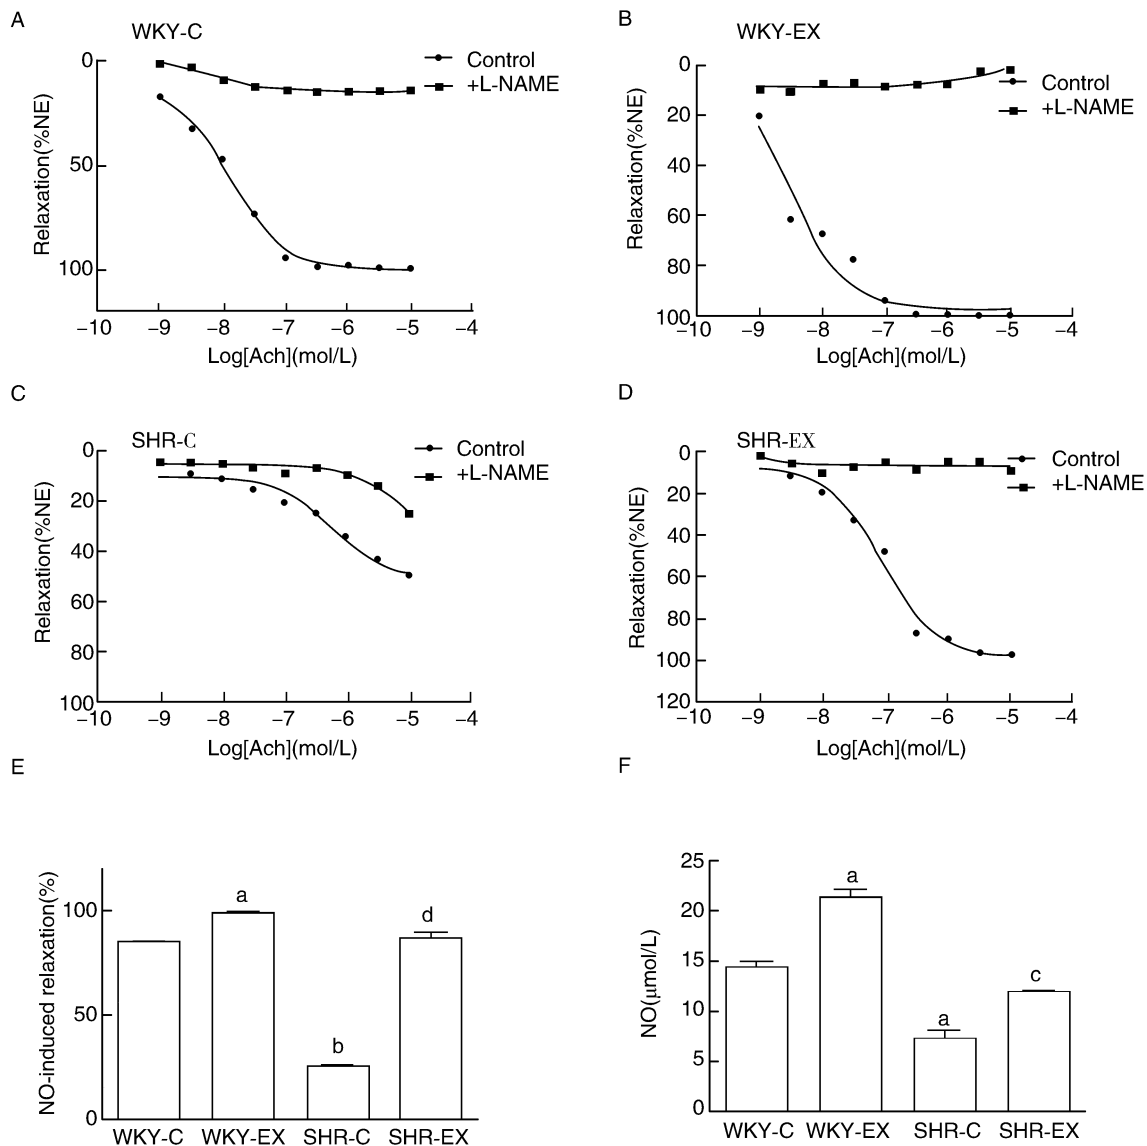 A
WKY-C
Control
+L-NAME
0
50
100
Relaxation(%NE)
−10 −9 −8 −7 −6 −5 −4
Log[Ach](mol/L)
B
WKY-EX
Control
+L-NAME
0
20
40
60
80
100
Relaxation(%NE)
−10 −9 −8 −7 −6 −5 −4
Log[Ach](mol/L)
C
SHR-C
Control
+L-NAME
0
20
40
60
80
100
Relaxation(%NE)
−10 −9 −8 −7 −6 −5 −4
Log[Ach](mol/L)
D
SHR-EX
Control
+L-NAME
0
20
40
60
80
100
120
Relaxation(%NE)
−10 −9 −8 −7 −6 −5 −4
Log[Ach](mol/L)
E
NO-induced relaxation(%)
100
50
0
a
b
d
WKY-C WKY-EX SHR-C SHR-EX
F
NO(μmol/L)
25
20
15
10
5
0
a
a
c
WKY-C WKY-EX SHR-C SHR-EX